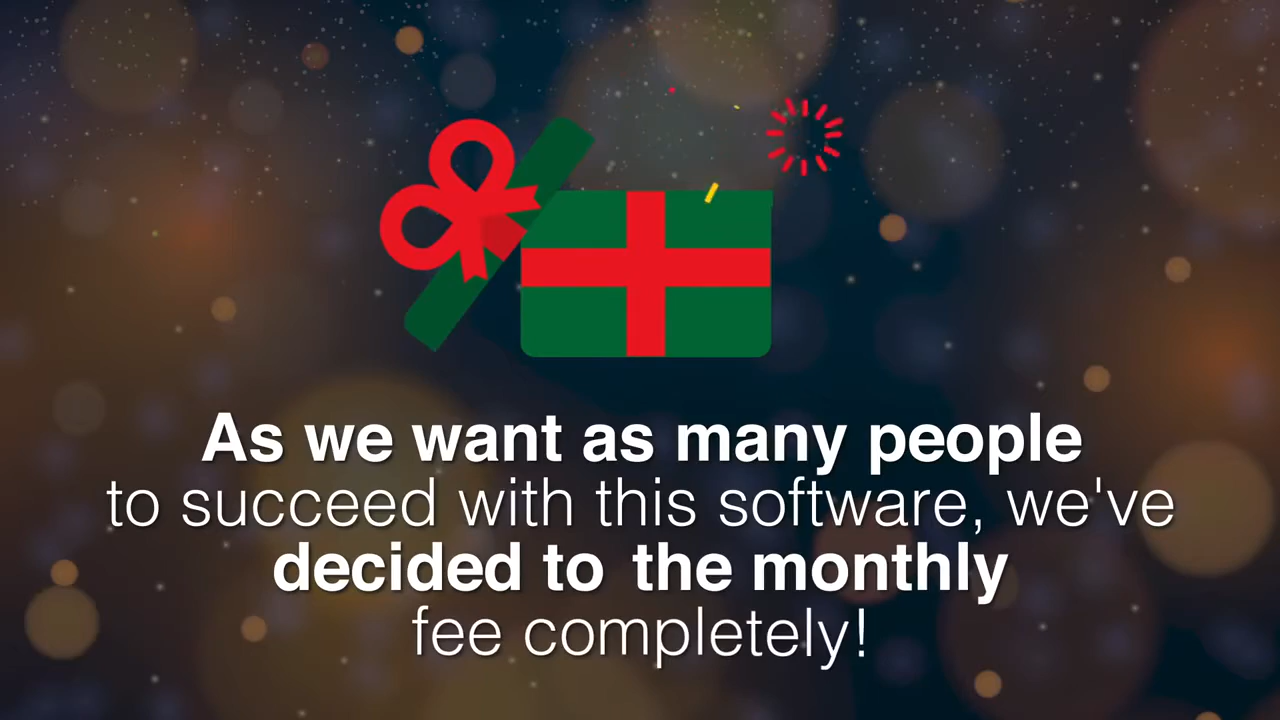 As we want as many people
to succeed with this software, we've
decided to the monthly
fee completely!